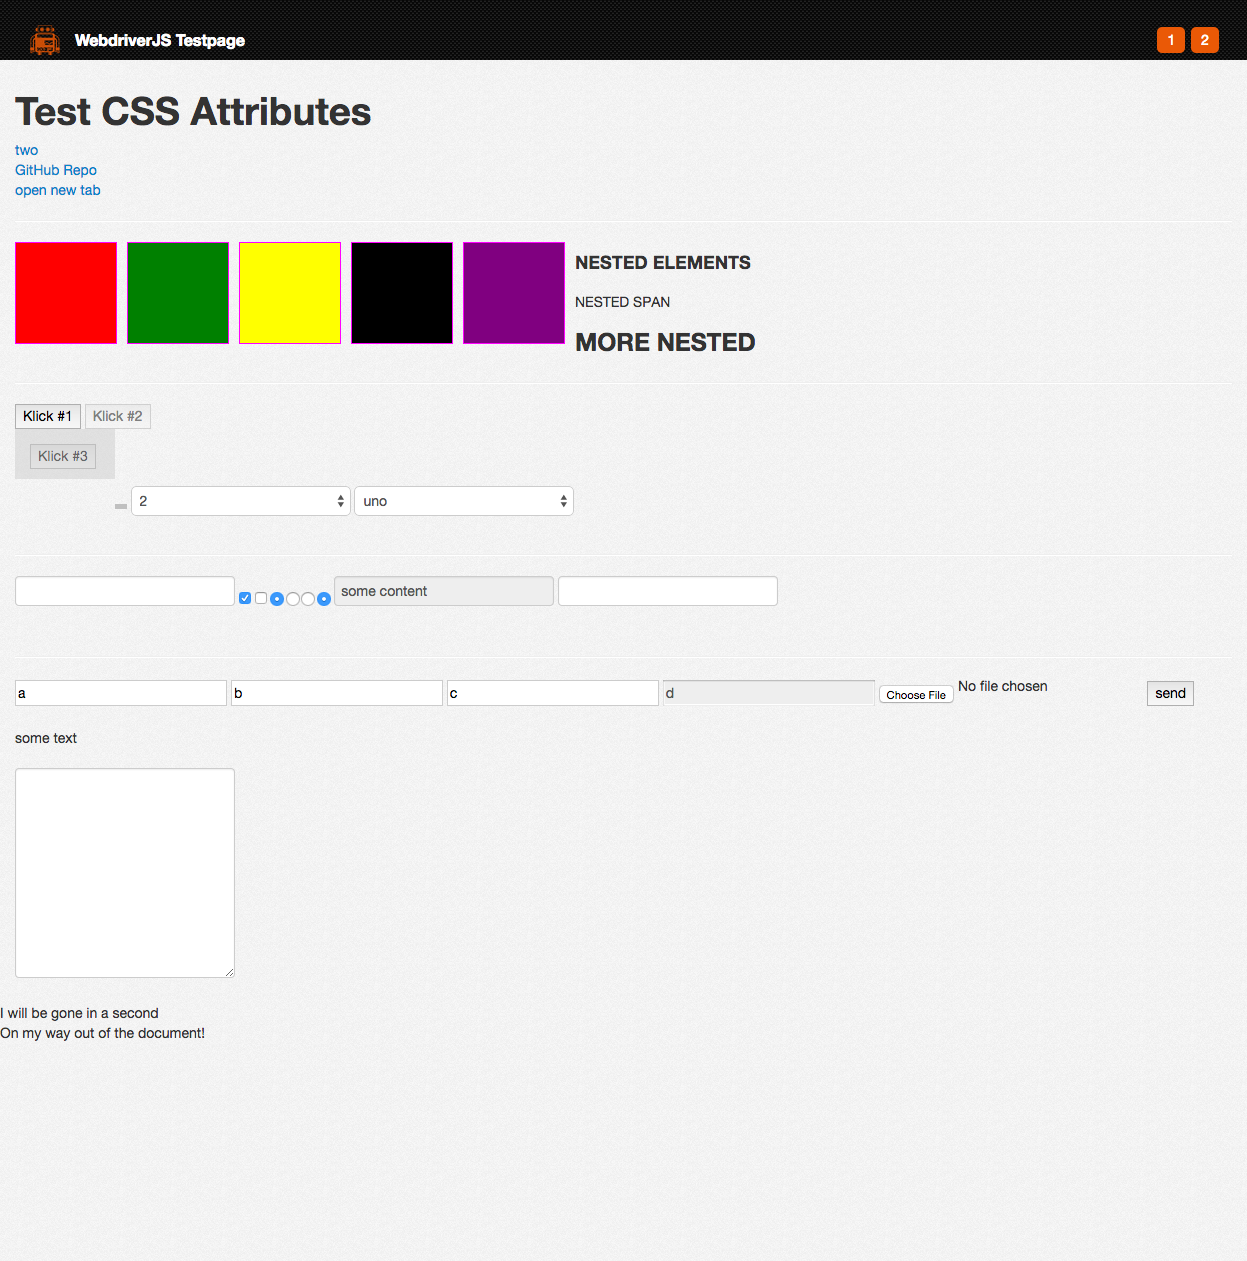 WebdriverJS Testpage 1 2
Test CSS Attributes
two
GitHub Repo
open new tab
NESTED ELEMENTS
NESTED SPAN
MORE NESTED
Klick #1 Klick #2
Klick #3
2 uno
some content
a b c d Choose File No file chosen send
some text
I will be gone in a second
On my way out of the document!